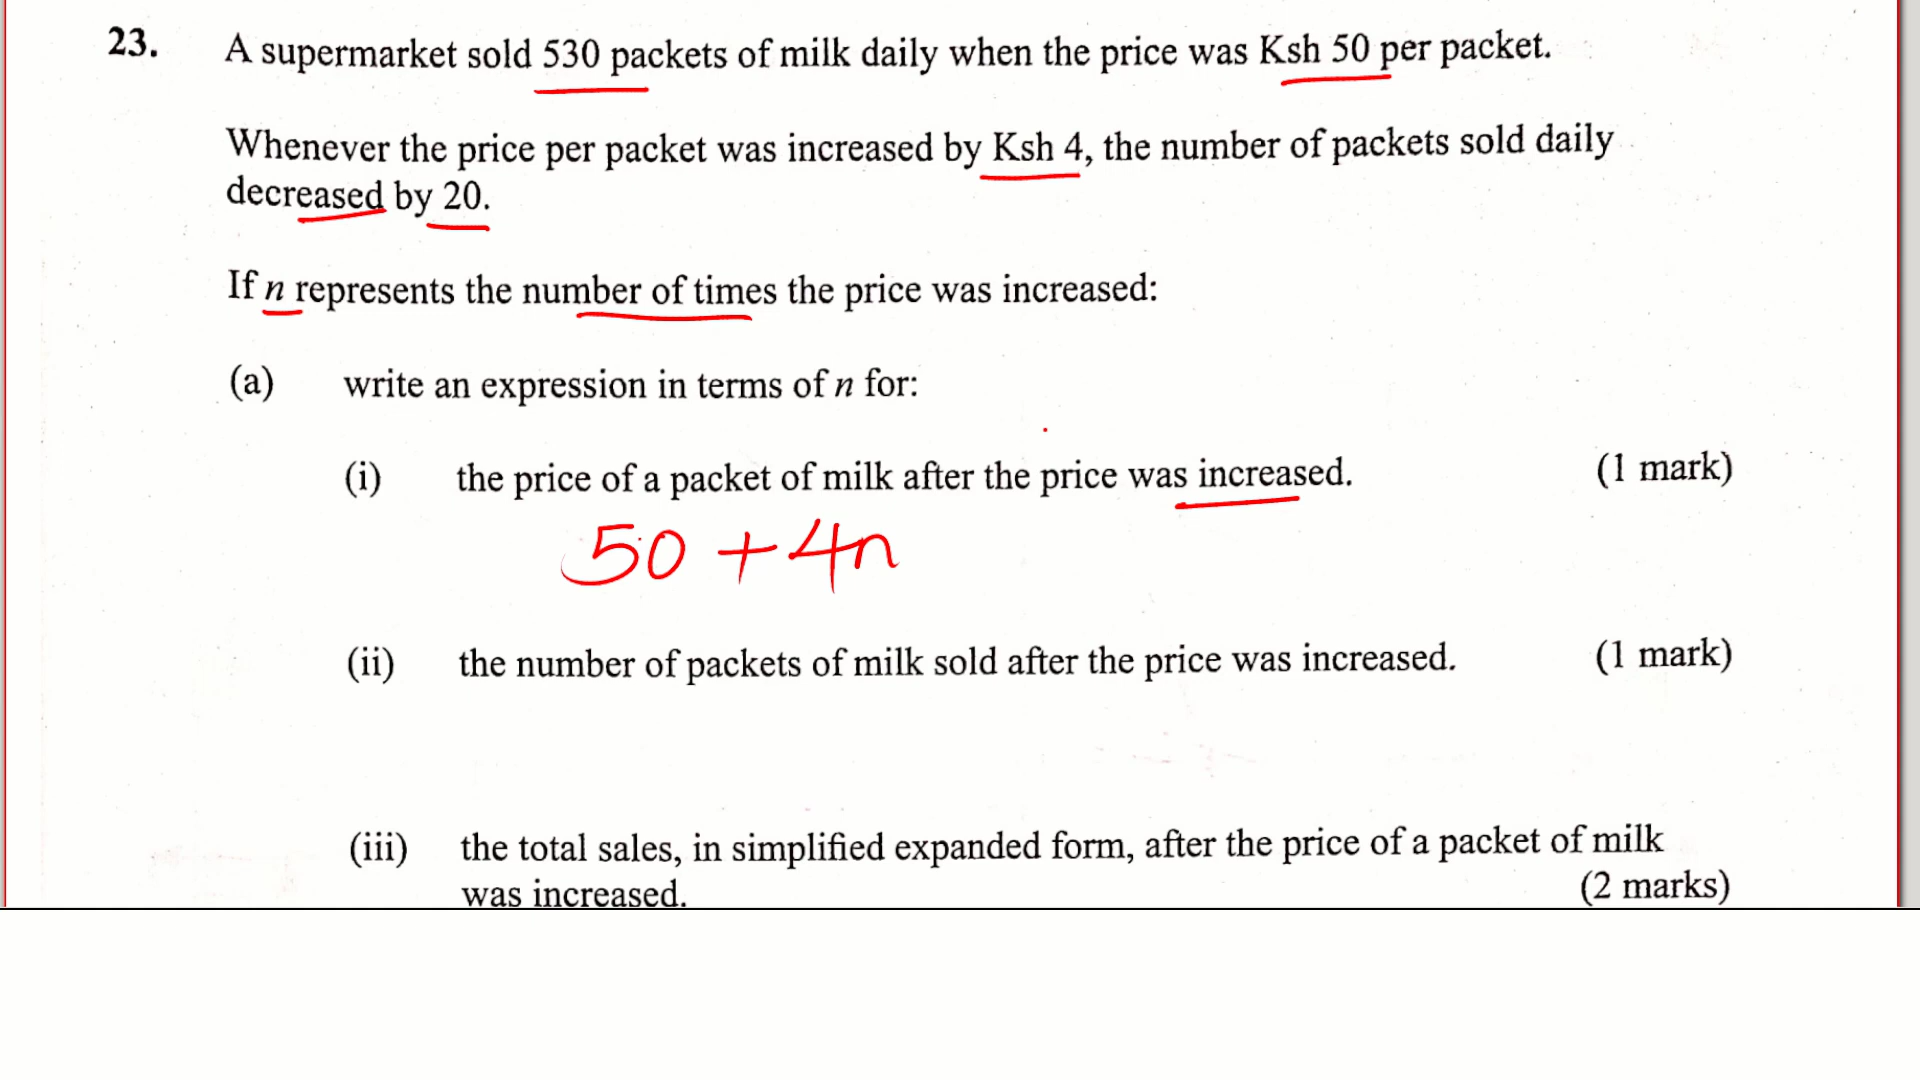 23. A supermarket sold 530 packets of milk daily when the price was Ksh 50 per packet.
Whenever the price per packet was increased by Ksh 4, the number of packets sold daily
decreased by 20.
If n represents the number of times the price was increased:
(a) write an expression in terms of n for:
(i) the price of a packet of milk after the price was increased. (1 mark)
50 + 4n
(ii) the number of packets of milk sold after the price was increased. (1 mark)
(iii) the total sales, in simplified expanded form, after the price of a packet of milk
was increased. (2 marks)